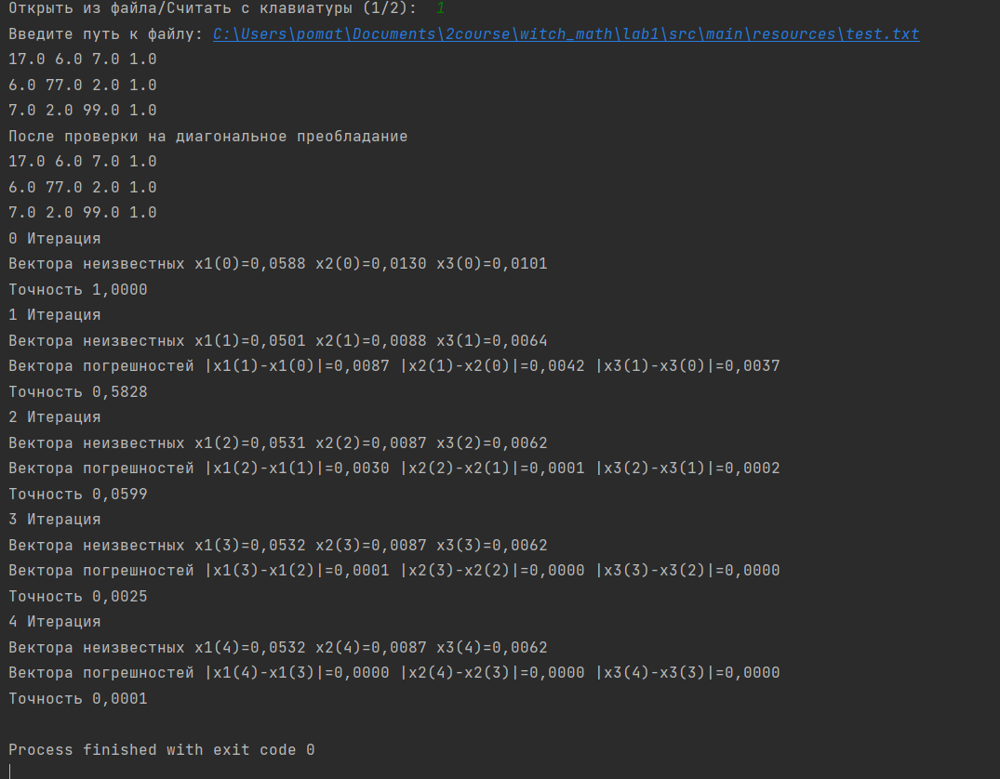 Открыть из файла/Считать с клавиатуры (1/2):  1
Введите путь к файлу: C:\Users\pomat\Documents\2course\witch_math\lab1\src\main\resources\test.txt
17.0 6.0 7.0 1.0
6.0 77.0 2.0 1.0
7.0 2.0 99.0 1.0
После проверки на диагональное преобладание
17.0 6.0 7.0 1.0
6.0 77.0 2.0 1.0
7.0 2.0 99.0 1.0
0 Итерация
Вектора неизвестных x1(0)=0,0588 x2(0)=0,0130 x3(0)=0,0101
Точность 1,0000
1 Итерация
Вектора неизвестных x1(1)=0,0501 x2(1)=0,0088 x3(1)=0,0064
Вектора погрешностей |x1(1)-x1(0)|=0,0087 |x2(1)-x2(0)|=0,0042 |x3(1)-x3(0)|=0,0037
Точность 0,5828
2 Итерация
Вектора неизвестных x1(2)=0,0531 x2(2)=0,0087 x3(2)=0,0062
Вектора погрешностей |x1(2)-x1(1)|=0,0030 |x2(2)-x2(1)|=0,0001 |x3(2)-x3(1)|=0,0002
Точность 0,0599
3 Итерация
Вектора неизвестных x1(3)=0,0532 x2(3)=0,0087 x3(3)=0,0062
Вектора погрешностей |x1(3)-x1(2)|=0,0001 |x2(3)-x2(2)|=0,0000 |x3(3)-x3(2)|=0,0000
Точность 0,0025
4 Итерация
Вектора неизвестных x1(4)=0,0532 x2(4)=0,0087 x3(4)=0,0062
Вектора погрешностей |x1(4)-x1(3)|=0,0000 |x2(4)-x2(3)|=0,0000 |x3(4)-x3(3)|=0,0000
Точность 0,0001
Process finished with exit code 0